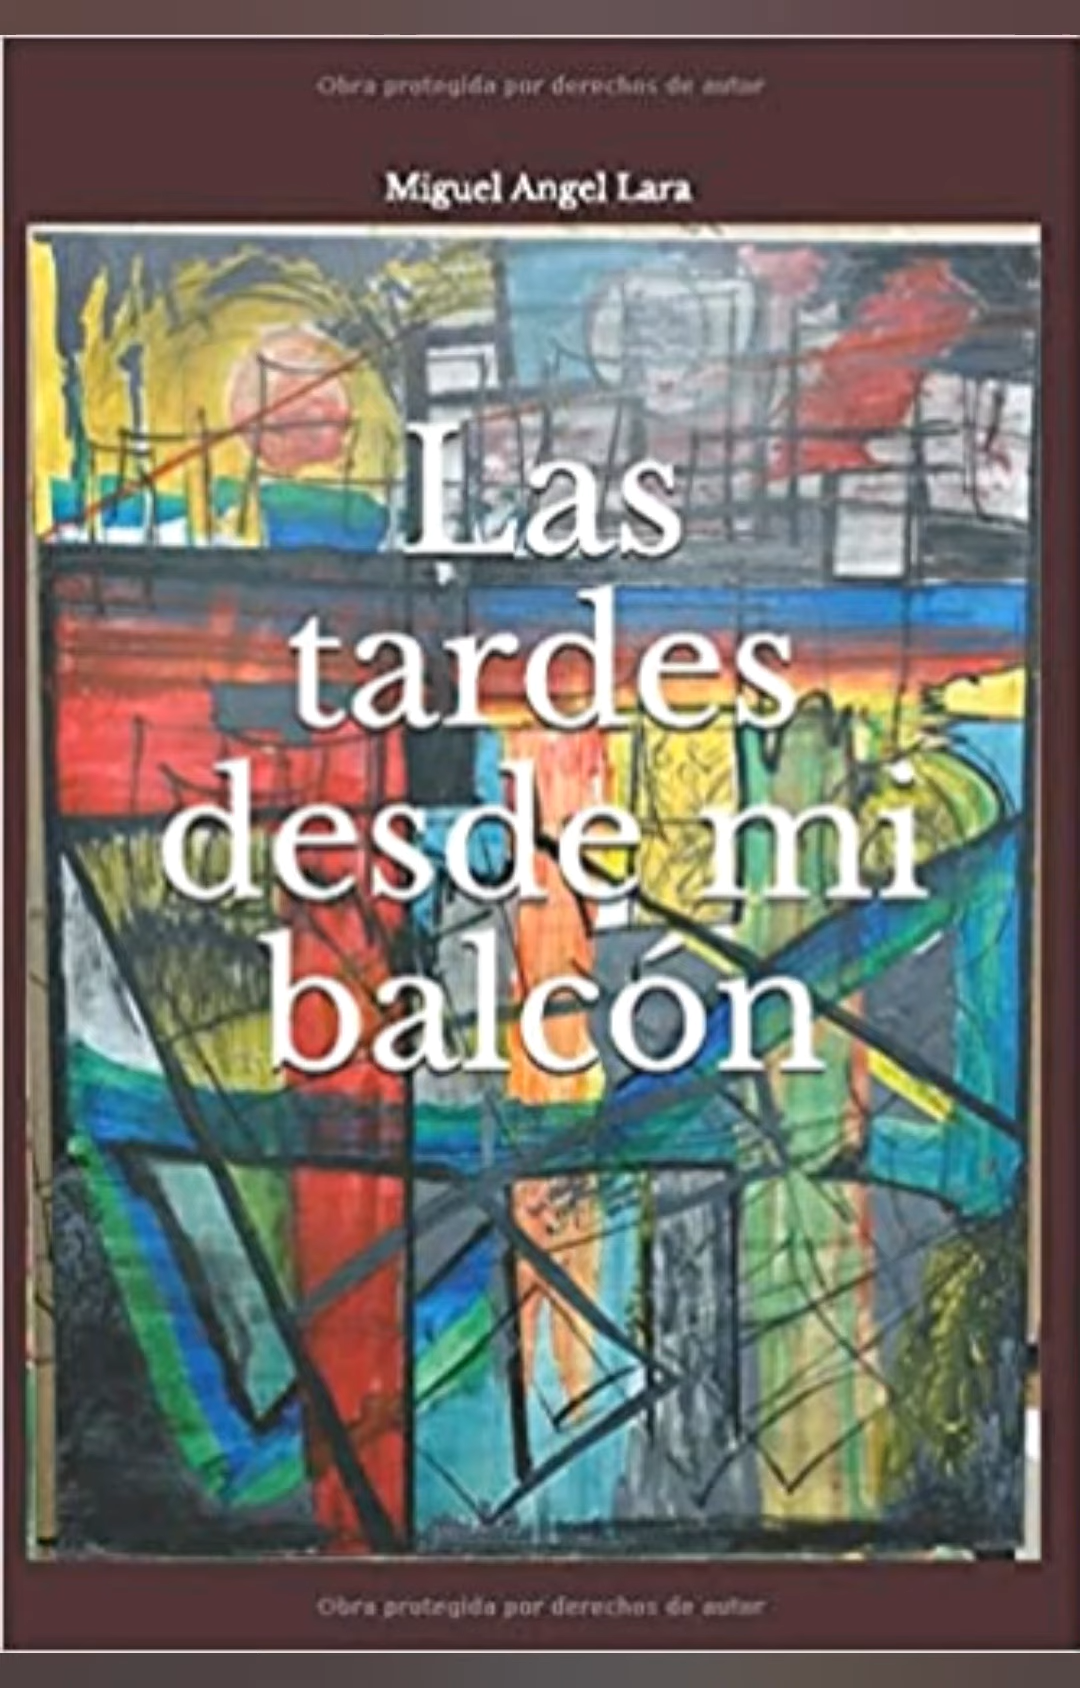 Obra protegida por derechos de autor
Miguel Angel Lara
Las
tardes
desde mi
balcón
Obra protegida por derechos de autor